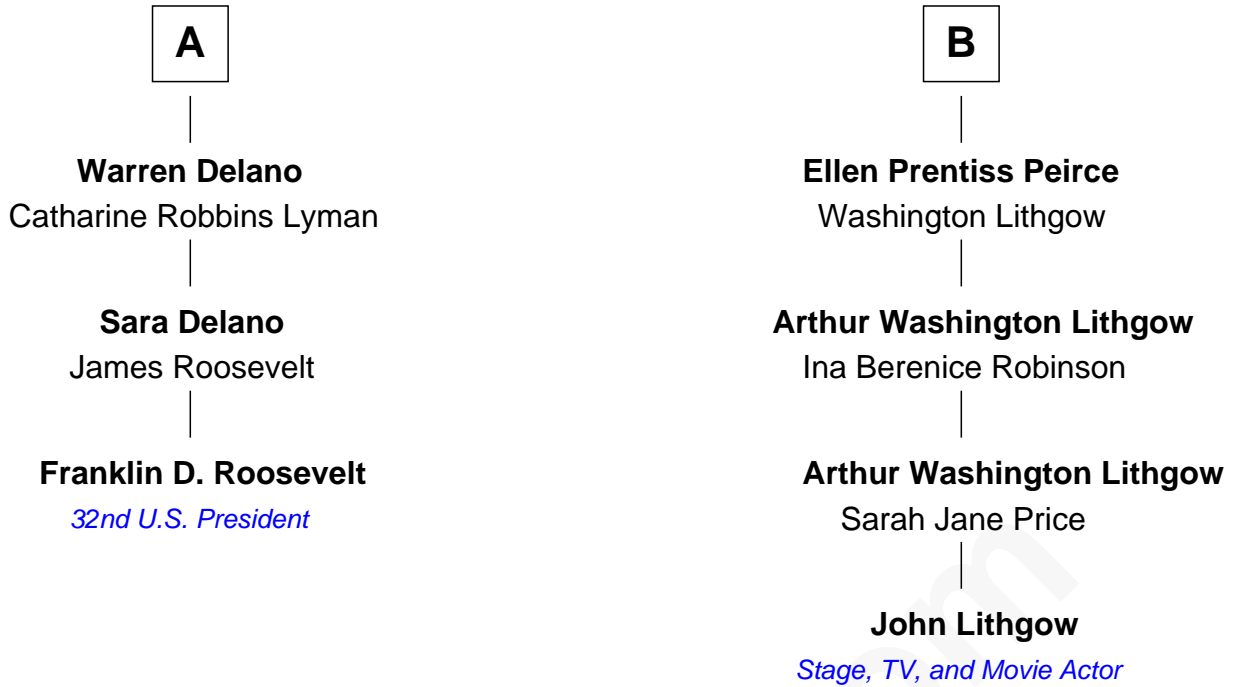 A
Warren Delano
Catharine Robbins Lyman
Sara Delano
James Roosevelt
Franklin D. Roosevelt
32nd U.S. President
B
Ellen Prentiss Peirce
Washington Lithgow
Arthur Washington Lithgow
Ina Berenice Robinson
Arthur Washington Lithgow
Sarah Jane Price
John Lithgow
Stage, TV, and Movie Actor